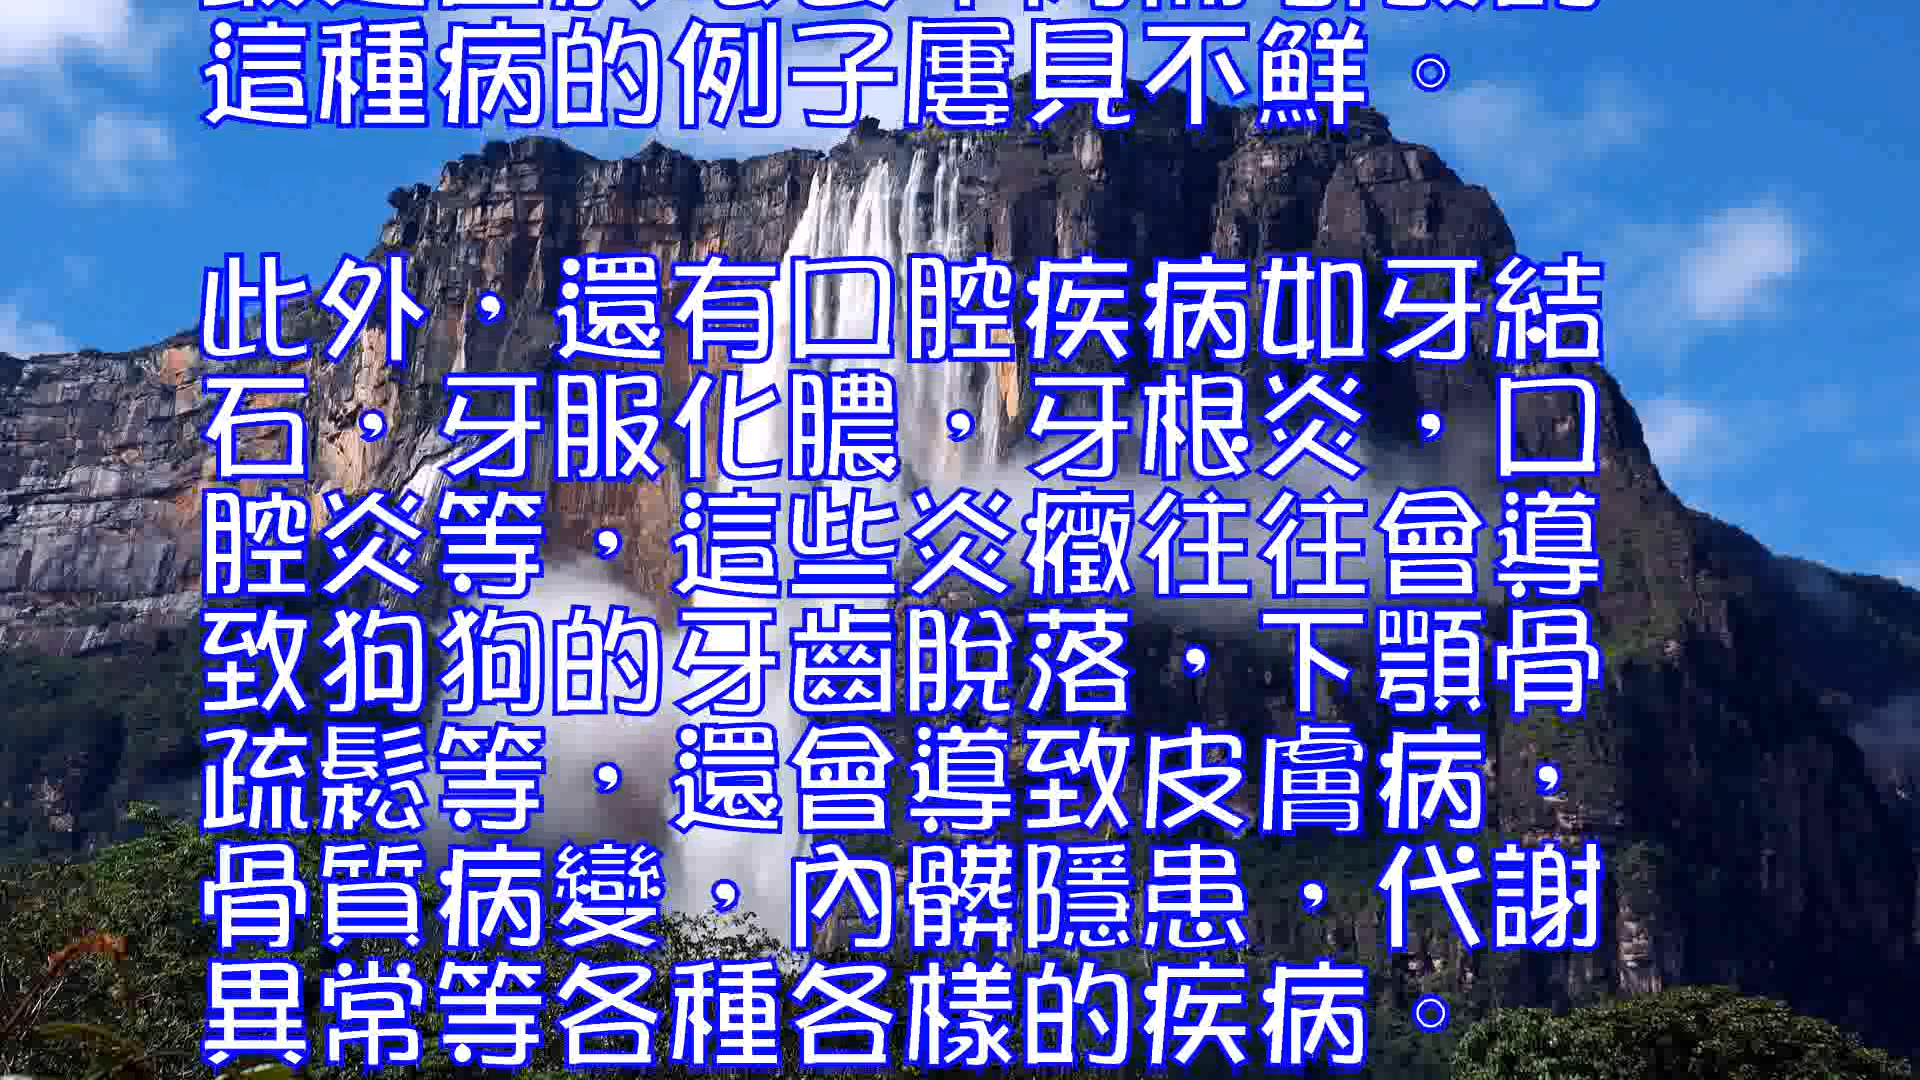 這種病的例子屢見不鮮。
此外，還有口腔疾病如牙結
石，牙服化膿，牙根炎，口
腔炎等，這些炎癥往往會導
致狗狗的牙齒脫落，下顎骨
疏鬆等，還會導致皮膚病，
骨質病變，內髒隱患，代謝
異常等各種各樣的疾病。